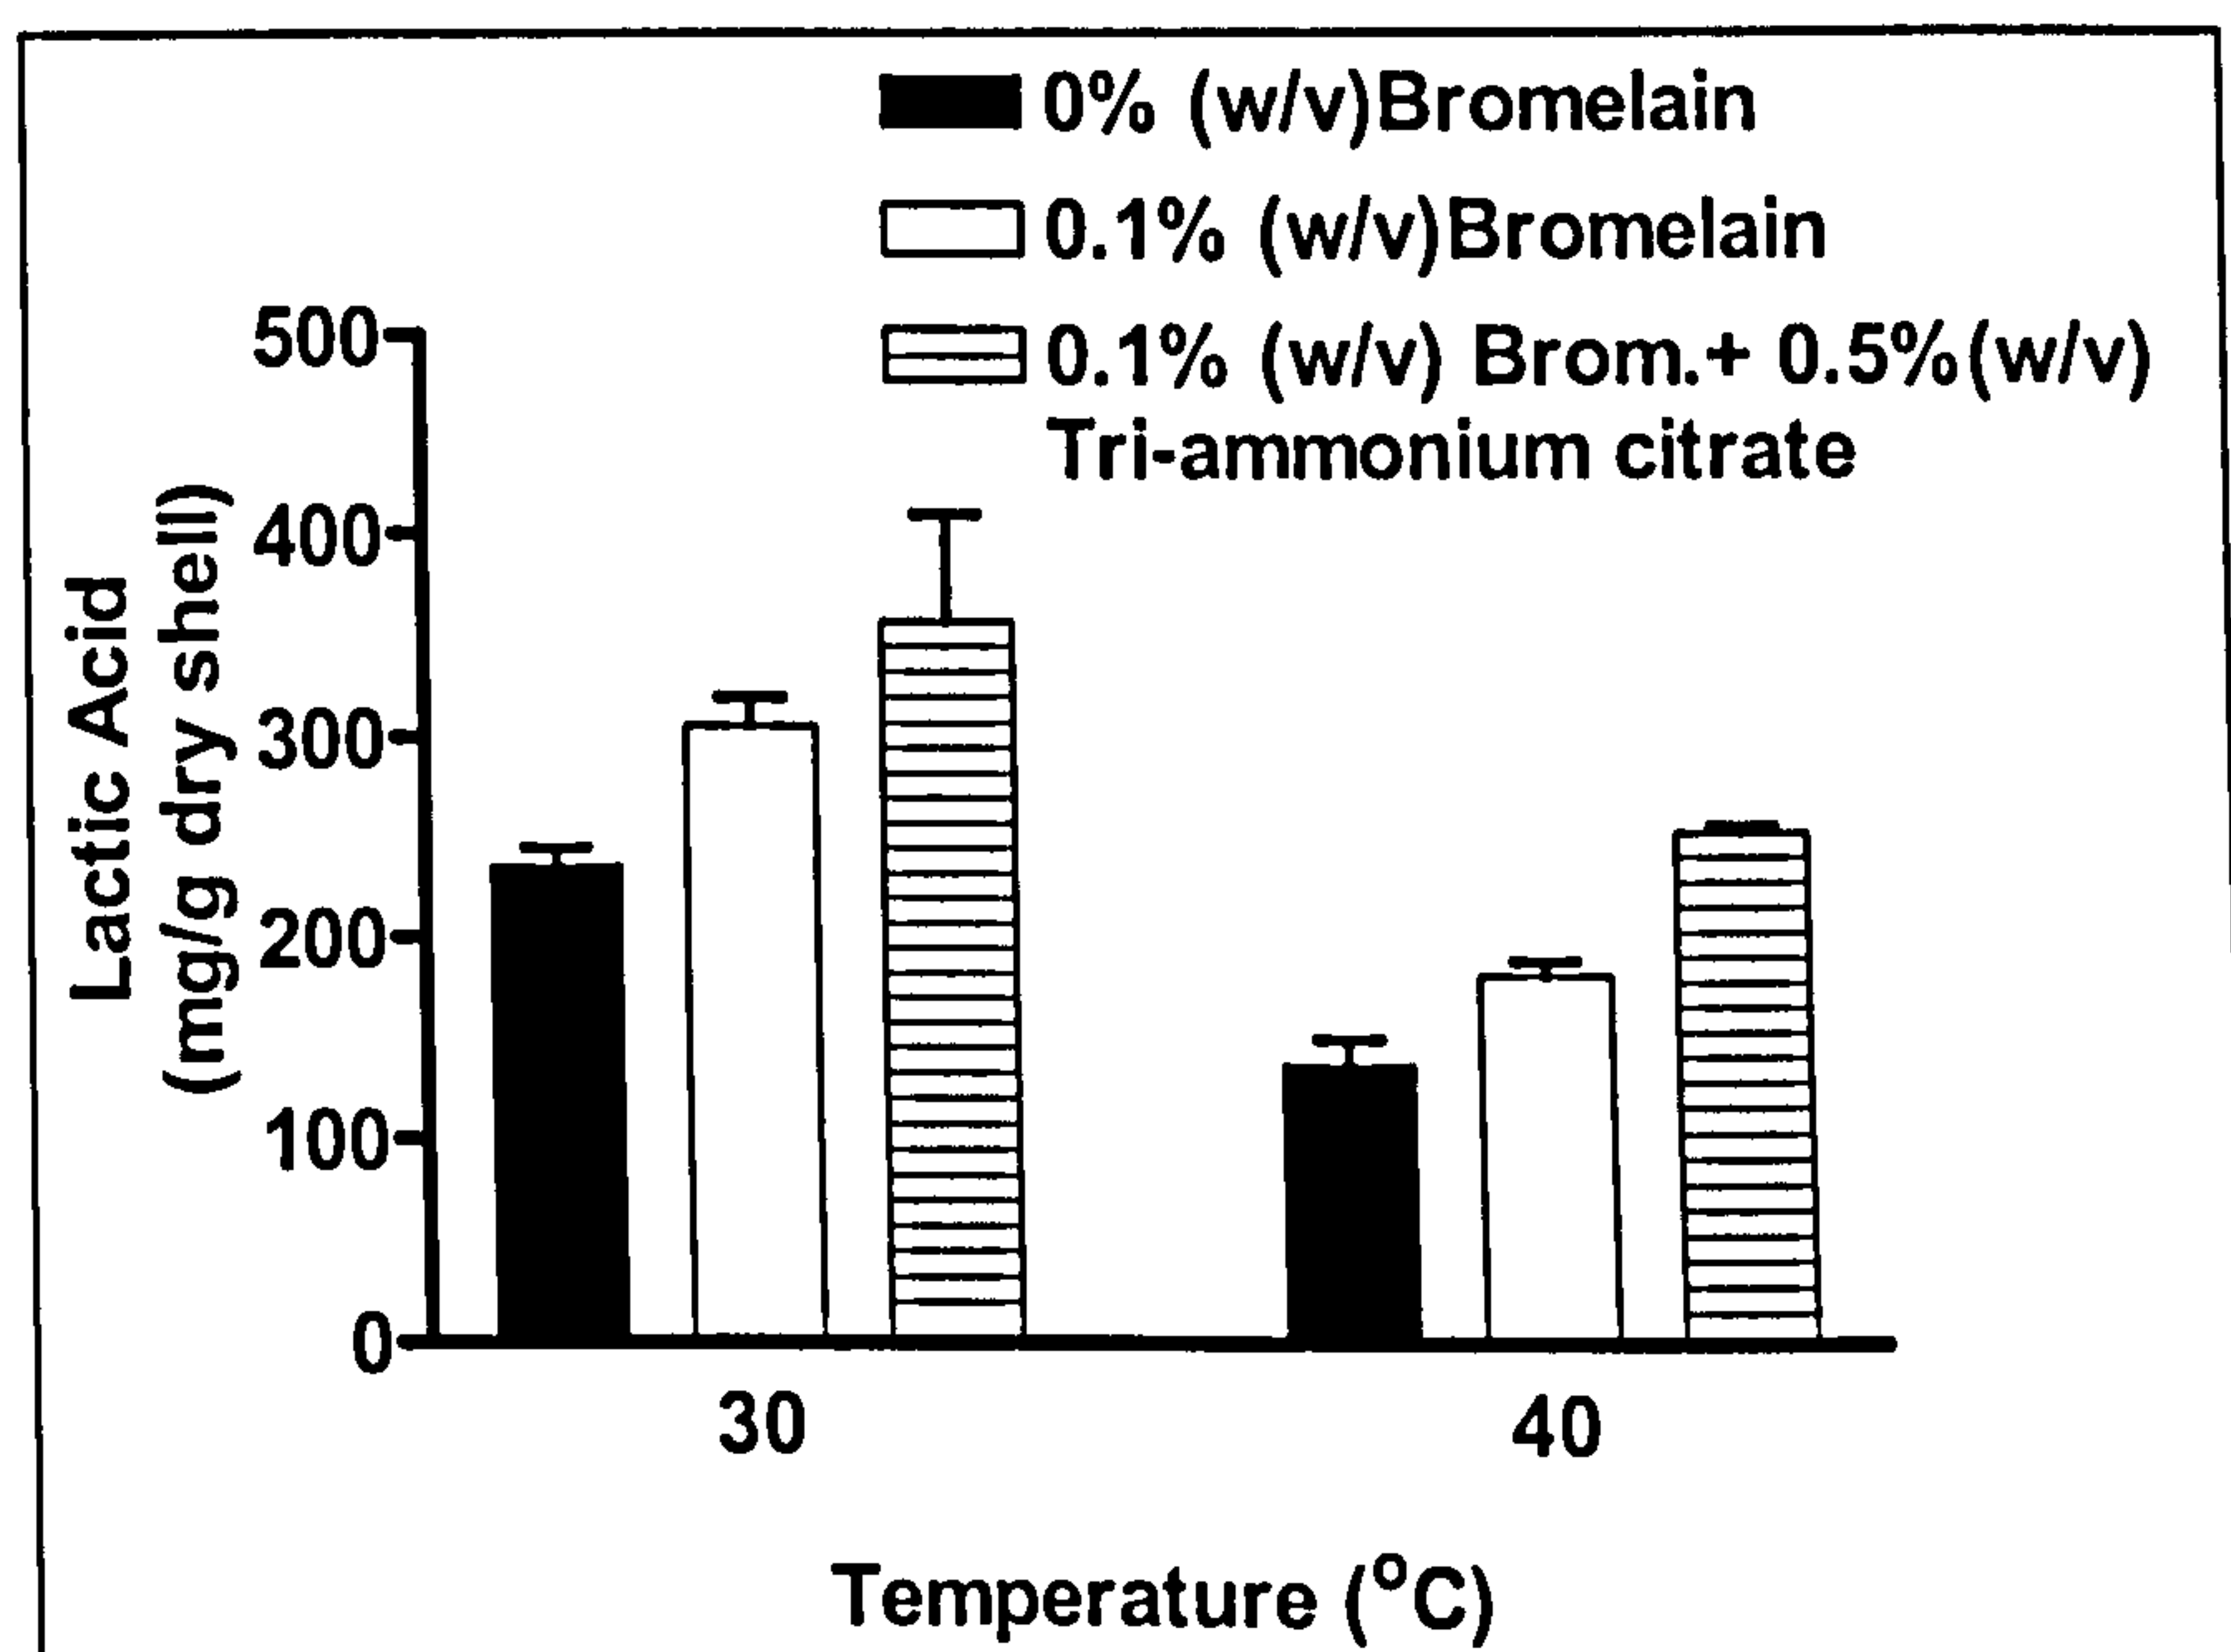 0% (w/v)Bromelain
0.1% (w/v)Bromelain
0.1% (w/v) Brom.+ 0.5%(w/v)
Tri-ammonium citrate
500
400
300
200
100
0
Lactic Acid
(mg/g dry shell)
30
40
Temperature (°C)